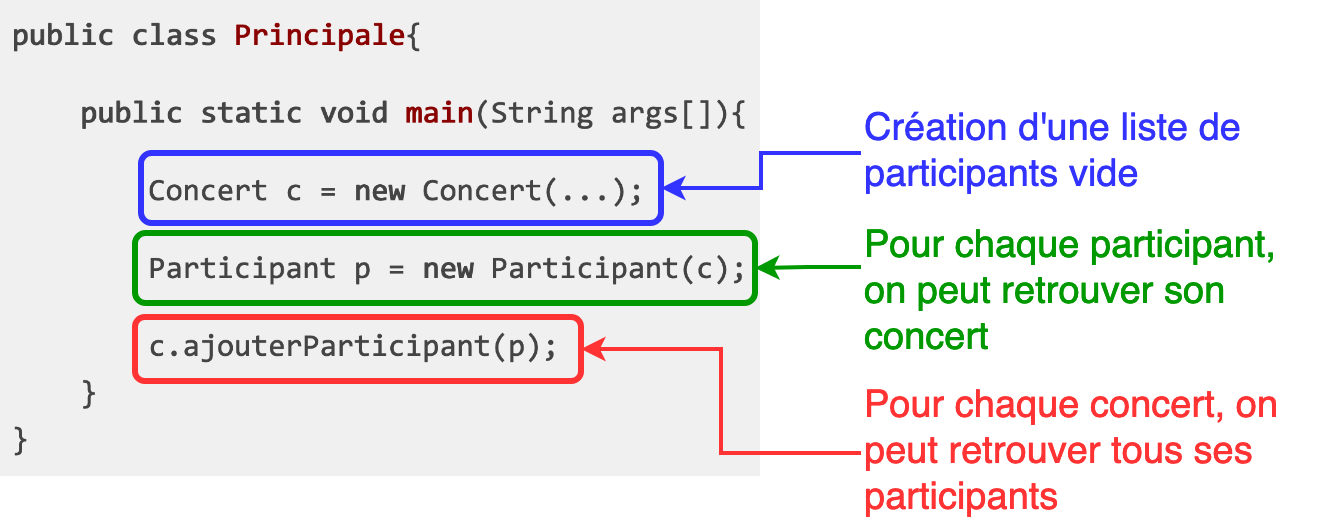 public class Principale{
public static void main(String args[]){
Concert c = new Concert(...);
Participant p = new Participant(c);
c.ajouterParticipant(p);
}
}
Création d'une liste de
participants vide
Pour chaque participant,
on peut retrouver son
concert
Pour chaque concert, on
peut retrouver tous ses
participants